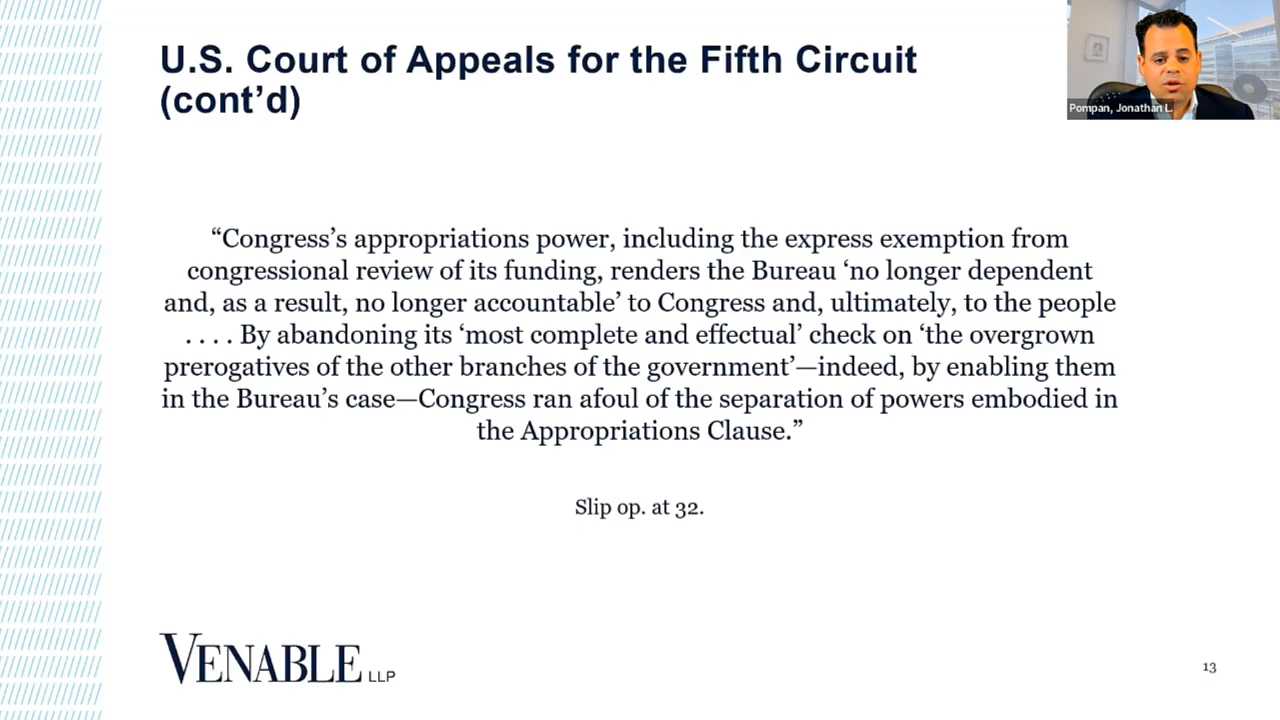 U.S. Court of Appeals for the Fifth Circuit
(cont’d)
Pompan, Jonathan L.
“Congress’s appropriations power, including the express exemption from
congressional review of its funding, renders the Bureau ‘no longer dependent
and, as a result, no longer accountable’ to Congress and, ultimately, to the people
. . . . By abandoning its ‘most complete and effectual’ check on ‘the overgrown
prerogatives of the other branches of the government’—indeed, by enabling them
in the Bureau’s case—Congress ran afoul of the separation of powers embodied in
the Appropriations Clause.”
Slip op. at 32.
VENABLE LLP
13